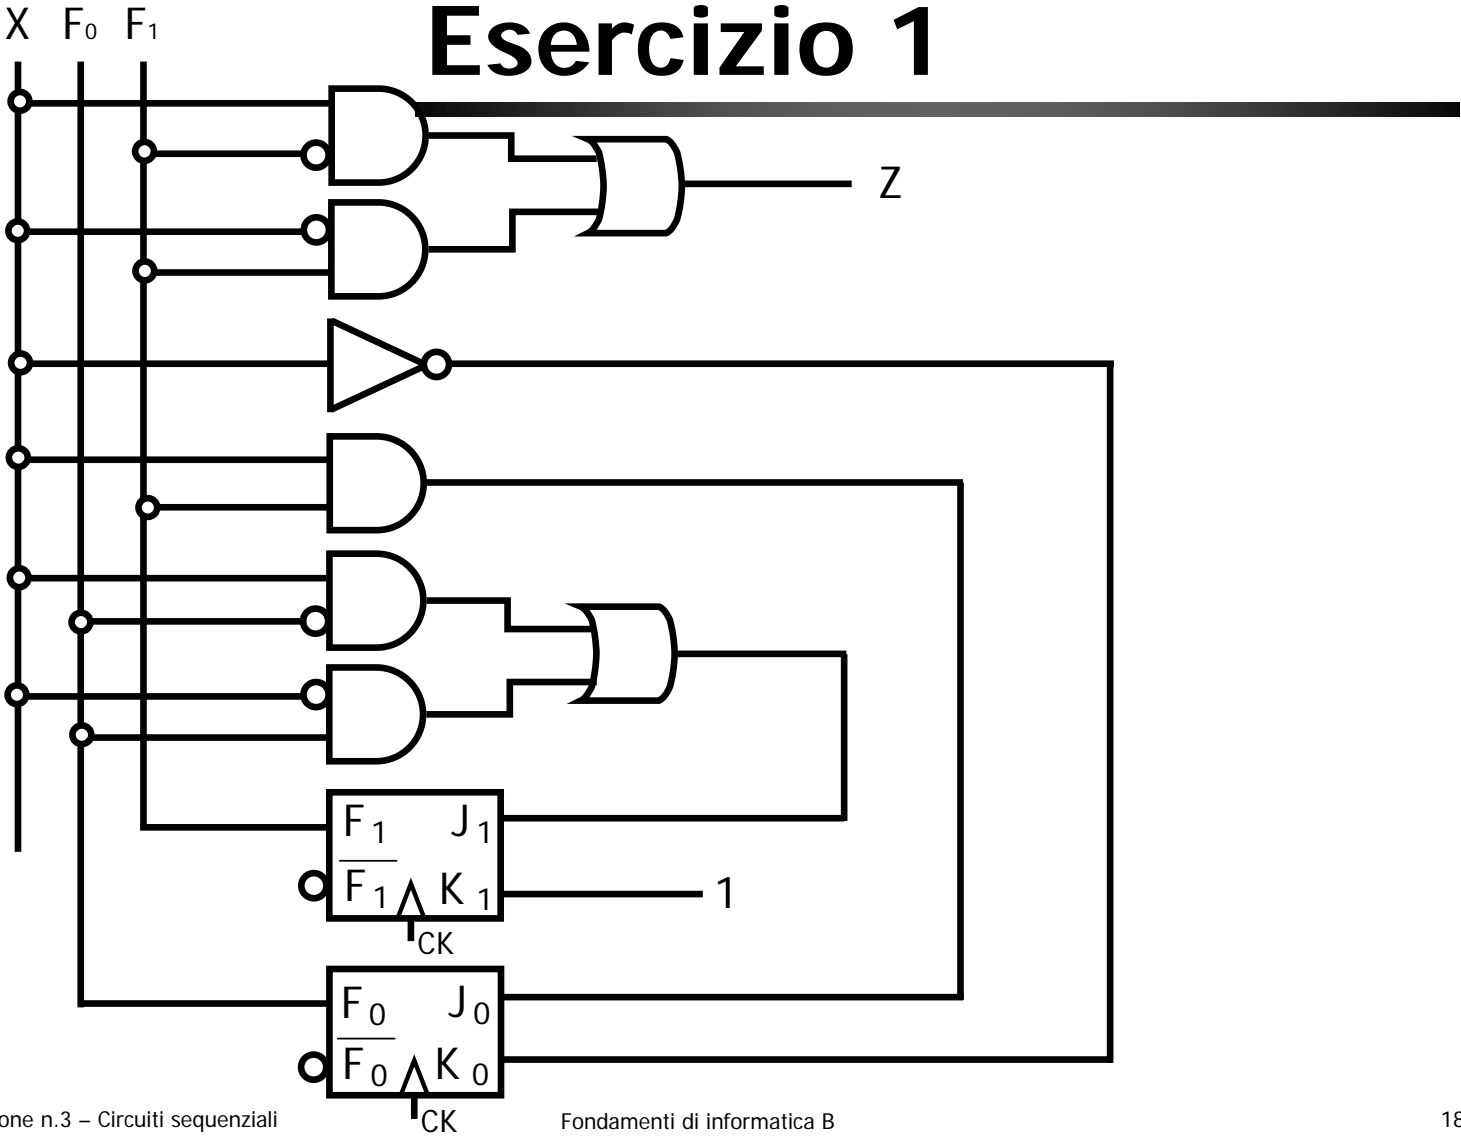 X F0 F1
Esercizio 1
Z
F1 J1
F1 K1
1
CK
F0 J0
F0 K0
CK
one n.3 – Circuiti sequenziali
Fondamenti di informatica B
18